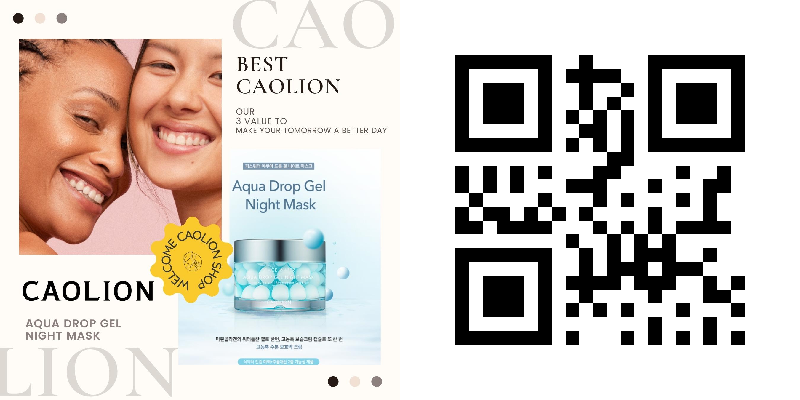 CAO
BEST
CAOLION
OUR
3 VALUE TO
MAKE YOUR TOMORROW A BETTER DAY
Aqua Drop Gel
Night Mask
WELCOME CAOLION SHOP
CAOLION
AQUA DROP GEL
NIGHT MASK
LION